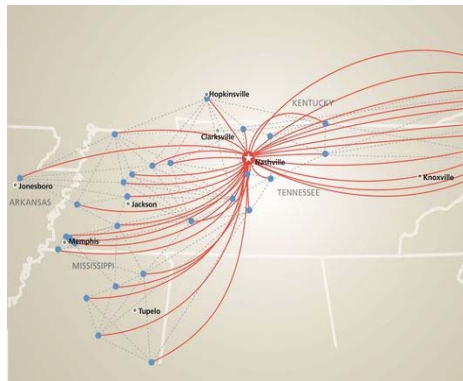 Hopkinsville
KENTUCKY
Clarksville
Nashville
Knoxville
TENNESSEE
Jonesboro
ARKANSAS
Jackson
Memphis
MISSISSIPPI
Tupelo